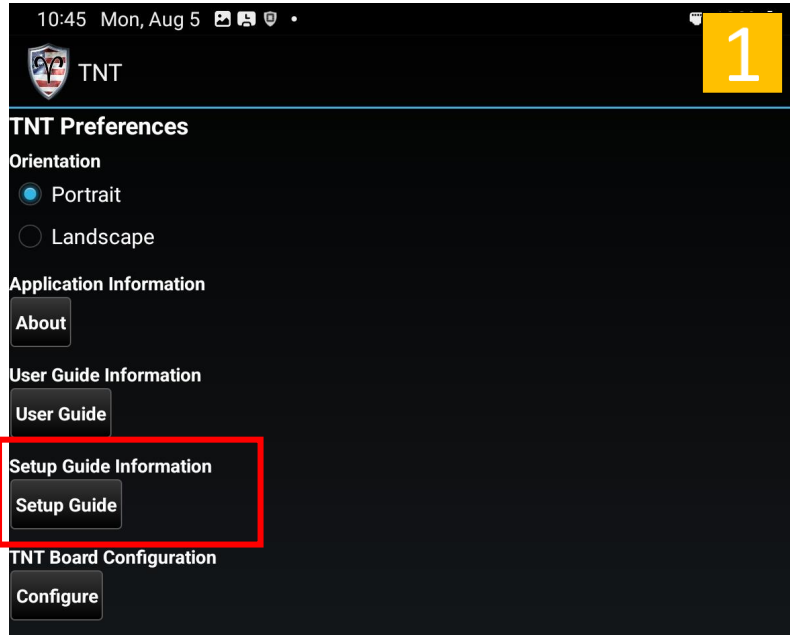 10:45 Mon, Aug 5
1
TNT
TNT Preferences
Orientation
Portrait
Landscape
Application Information
About
User Guide Information
User Guide
Setup Guide Information
Setup Guide
TNT Board Configuration
Configure